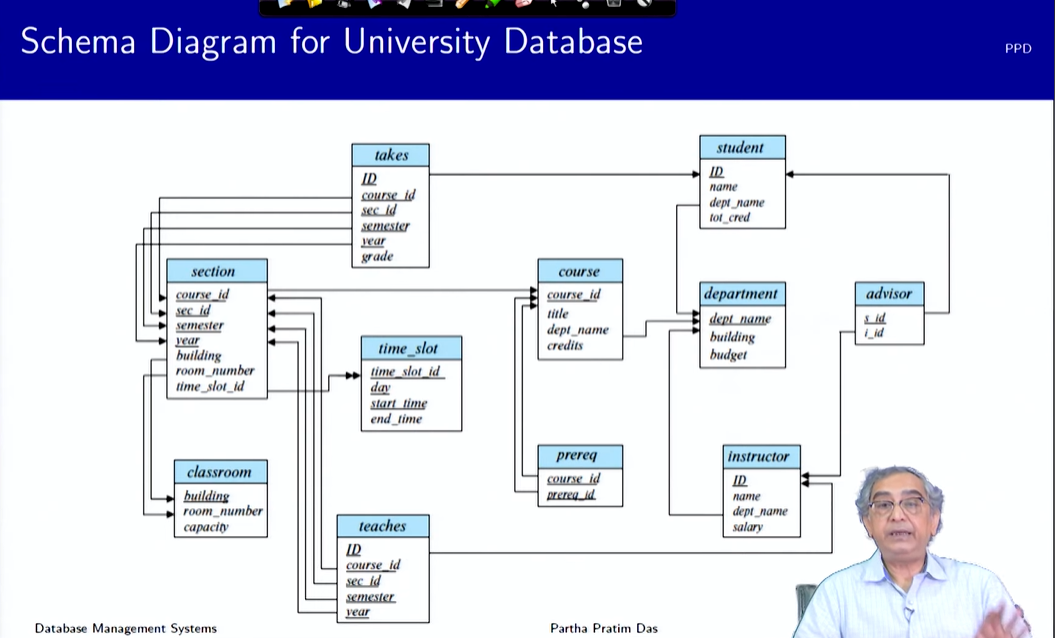 Schema Diagram for University Database
PPD
takes
ID
course_id
sec_id
semester
year
grade
student
ID
name
dept_name
tot_cred
section
course_id
sec_id
semester
year
building
room_number
time_slot_id
course
course_id
title
dept_name
credits
department
dept_name
building
budget
advisor
s_id
i_id
time_slot
time_slot_id
day
start_time
end_time
classroom
building
room_number
capacity
prereq
course_id
prereq_id
instructor
ID
name
dept_name
salary
teaches
ID
course_id
sec_id
semester
year
Database Management Systems
Partha Pratim Das